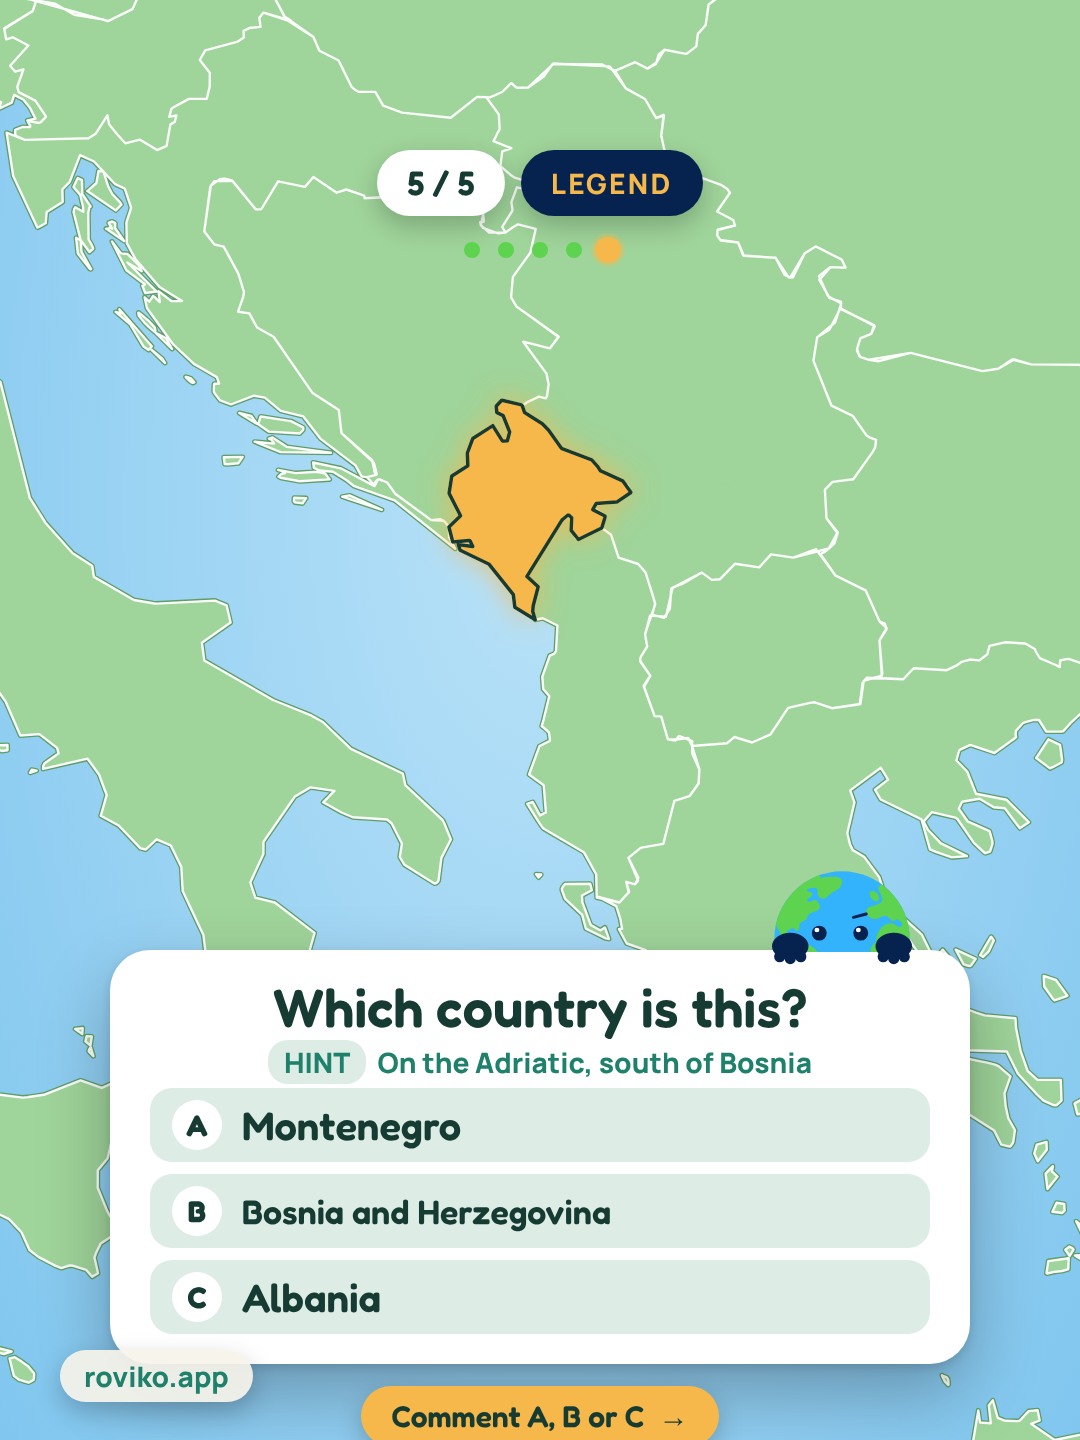 5 / 5
LEGEND
Which country is this?
HINT On the Adriatic, south of Bosnia
A Montenegro
B Bosnia and Herzegovina
C Albania
roviko.app
Comment A, B or C →